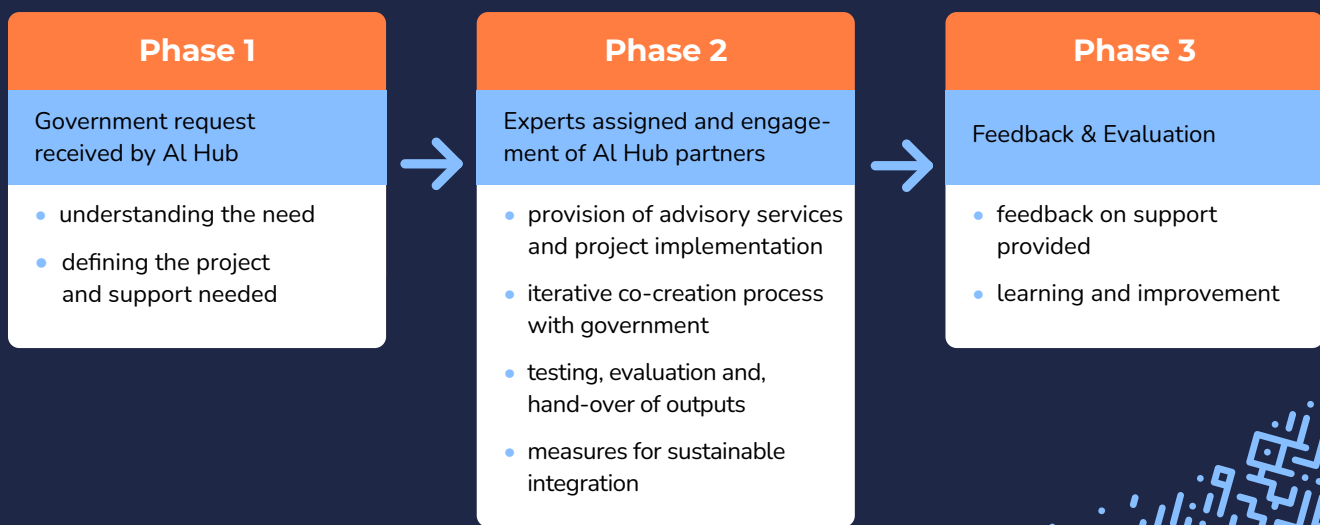 Phase 1
Government request
received by Al Hub
• understanding the need
• defining the project
and support needed
Phase 2
Experts assigned and engage-
ment of Al Hub partners
• provision of advisory services
and project implementation
• iterative co-creation process
with government
• testing, evaluation and,
hand-over of outputs
• measures for sustainable
integration
Phase 3
Feedback & Evaluation
• feedback on support
provided
• learning and improvement